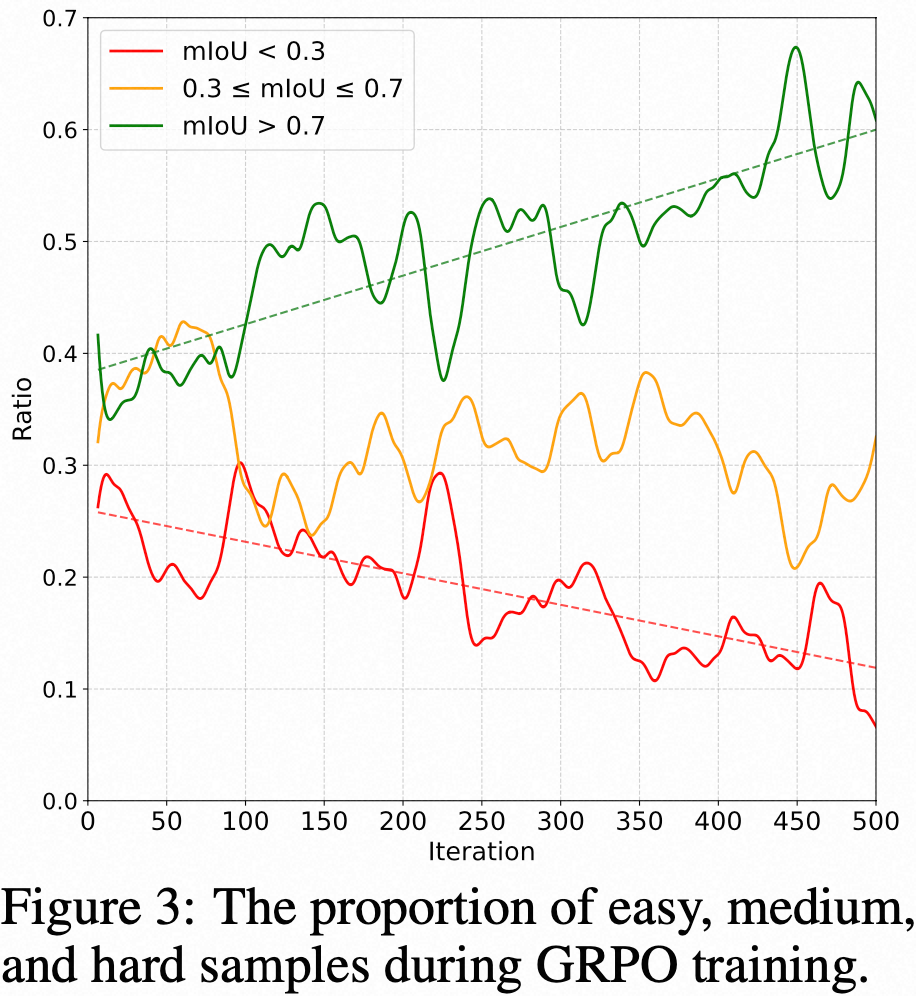 0.7
mIoU < 0.3
0.3 ≤ mIoU ≤ 0.7
mIoU > 0.7
0.6
0.5
0.4
0.3
0.2
0.1
0.0
Ratio
0 50 100 150 200 250 300 350 400 450 500
Iteration
Figure 3: The proportion of easy, medium,
and hard samples during GRPO training.